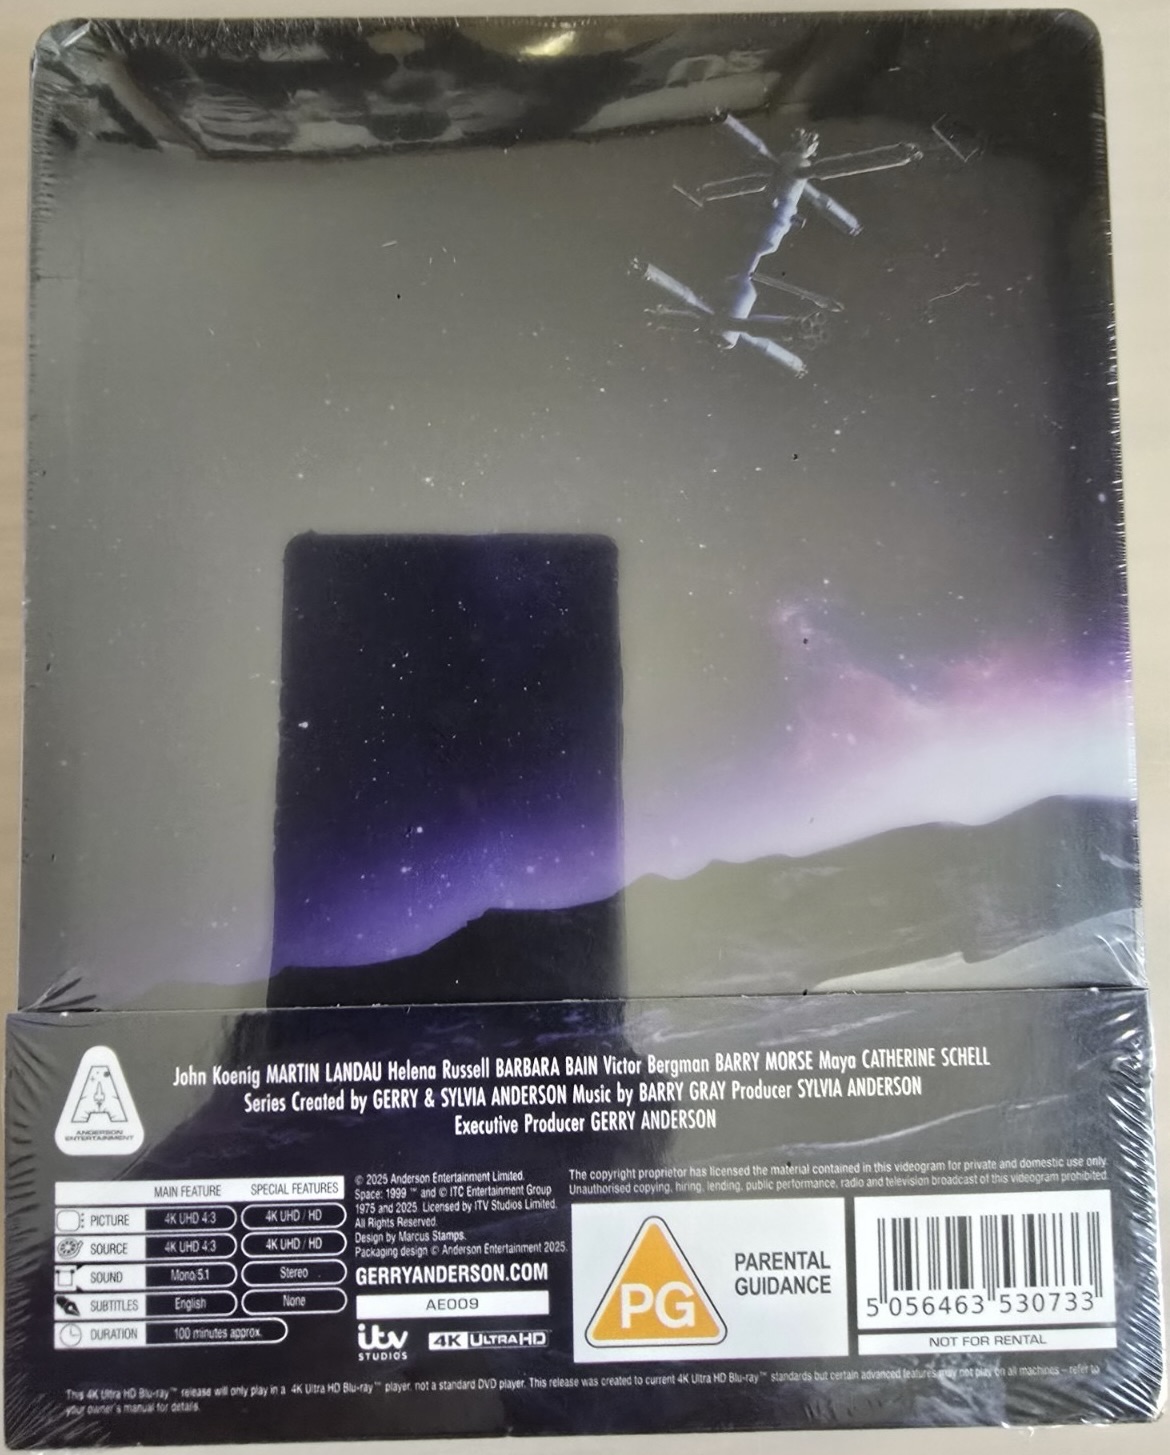 John Koenig MARTIN LANDAU Helena Russell BARBARA BAIN Victor Bergman BARRY MORSE Maya CATHERINE SCHELL
Series Created by GERRY & SYLVIA ANDERSON Music by BARRY GRAY Producer SYLVIA ANDERSON
Executive Producer GERRY ANDERSON
ANDERSON
ENTERTAINMENT
MAIN FEATURE SPECIAL FEATURES
PICTURE 4K UHD 4:3 4K UHD / HD
SOURCE 4K UHD 4:3 4K UHD / HD
SOUND Mono/5.1 Stereo
SUBTITLES English None
DURATION 100 minutes approx.
© 2025 Anderson Entertainment Limited.
Space: 1999 ™ and © ITC Entertainment Group
1975 and 2025. Licensed by ITV Studios Limited.
All Rights Reserved.
Design by Marcus Stamps.
Packaging design © Anderson Entertainment 2025.
GERRYANDERSON.COM
AE009
itv
STUDIOS
4K ULTRA HD
The copyright proprietor has licensed the material contained in this videogram for private and domestic use only.
Unauthorised copying, hiring, lending, public performance, radio and television broadcast of this videogram prohibited.
PG
PARENTAL
GUIDANCE
5 056463 530733
NOT FOR RENTAL
This 4K Ultra HD Blu-ray™ release will only play in a 4K Ultra HD Blu-ray™ player, not a standard DVD player. This release was created to current 4K Ultra HD Blu-ray™ standards but certain advanced features may not play on all machines – refer to
your owner's manual for details.